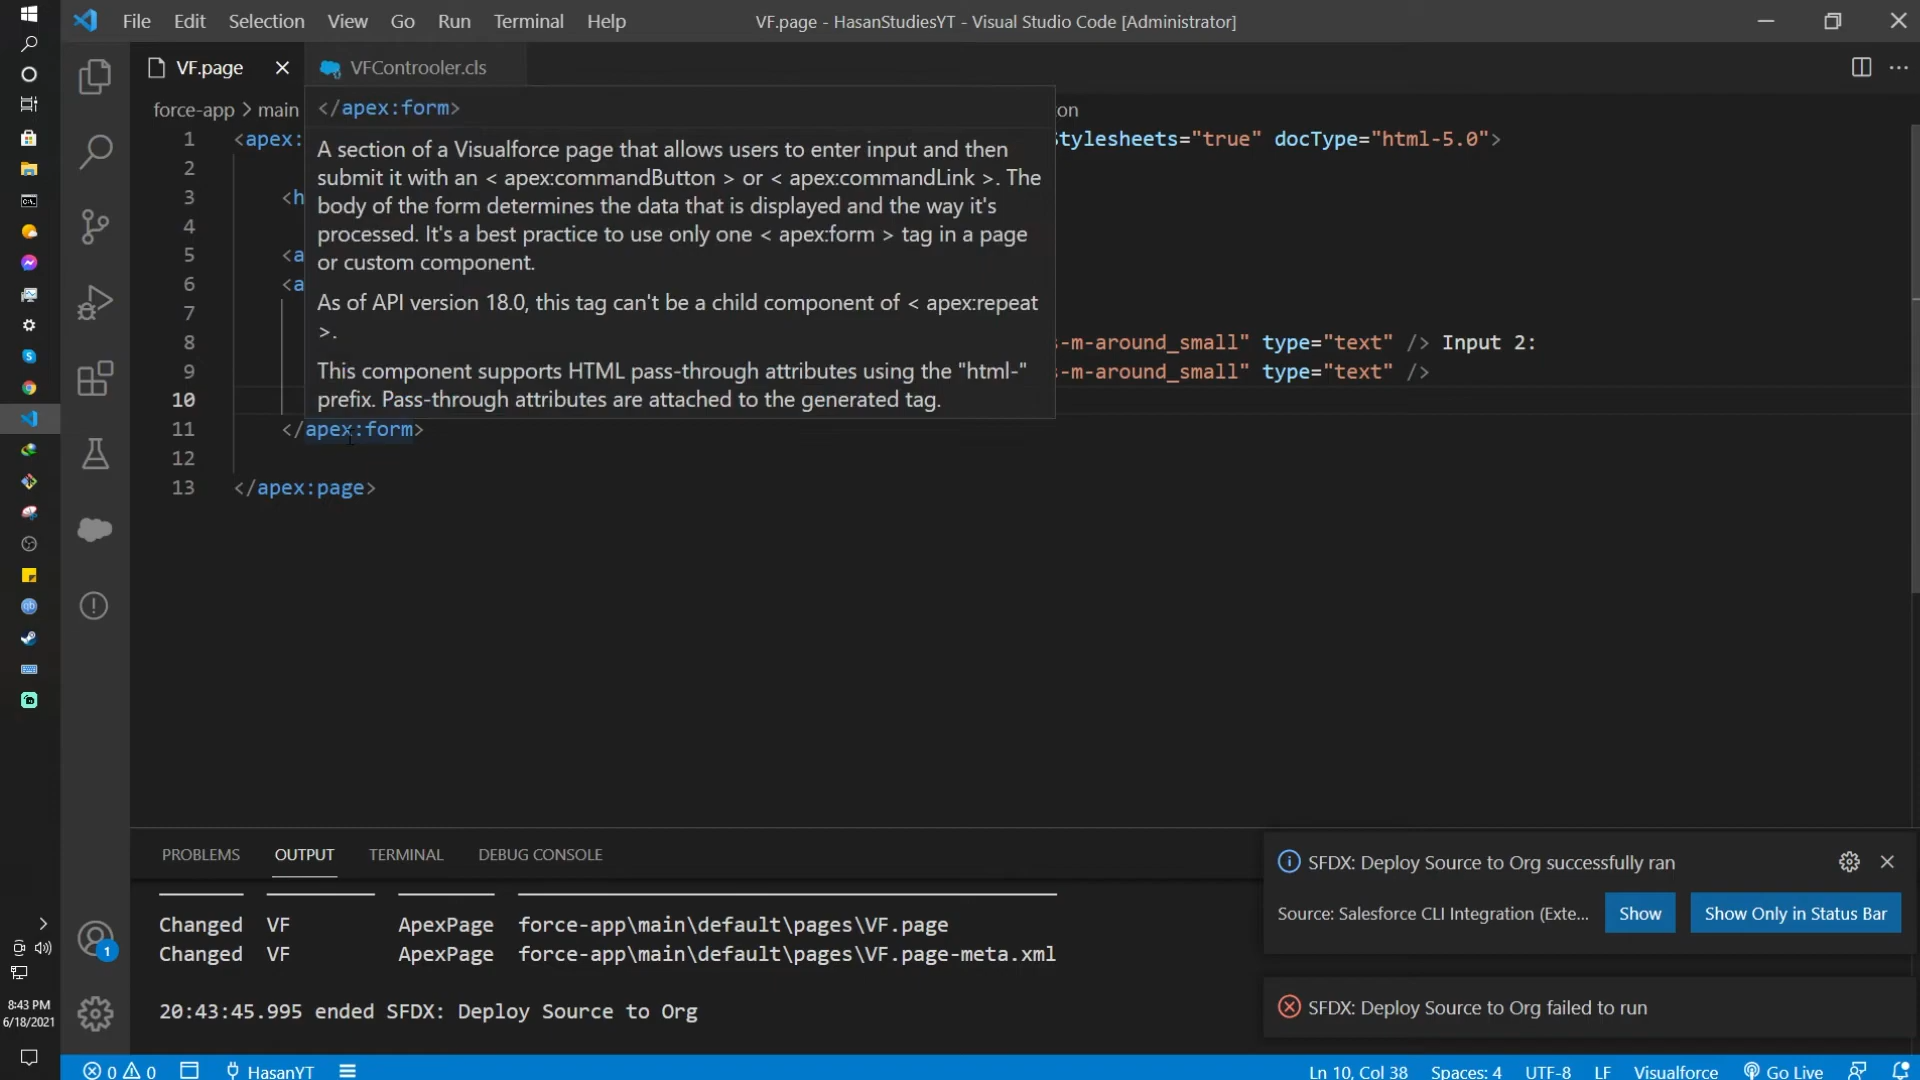 File Edit Selection View Go Run Terminal Help
VF.page - HasanStudiesYT - Visual Studio Code [Administrator]
VF.page
VFControoler.cls
force-app > main
on
</apex:form>
A section of a Visualforce page that allows users to enter input and then
submit it with an < apex:commandButton > or < apex:commandLink >. The
body of the form determines the data that is displayed and the way it's
processed. It's a best practice to use only one < apex:form > tag in a page
or custom component.
As of API version 18.0, this tag can't be a child component of < apex:repeat
>.
This component supports HTML pass-through attributes using the "html-"
prefix. Pass-through attributes are attached to the generated tag.
1 <apex: Stylesheets="true" docType="html-5.0">
2
3 <h
4
5 <a
6 <a
7
8 s-m-around_small" type="text" /> Input 2:
9 s-m-around_small" type="text" />
10
11 </apex:form>
12
13 </apex:page>
PROBLEMS OUTPUT TERMINAL DEBUG CONSOLE
Changed VF ApexPage force-app\main\default\pages\VF.page
Changed VF ApexPage force-app\main\default\pages\VF.page-meta.xml
20:43:45.995 ended SFDX: Deploy Source to Org
SFDX: Deploy Source to Org successfully ran
Source: Salesforce CLI Integration (Exte...
Show
Show Only in Status Bar
SFDX: Deploy Source to Org failed to run
1
8:43 PM
6/18/2021
0 0 HasanYT
Ln 10, Col 38 Spaces: 4 UTF-8 LF Visualforce Go Live